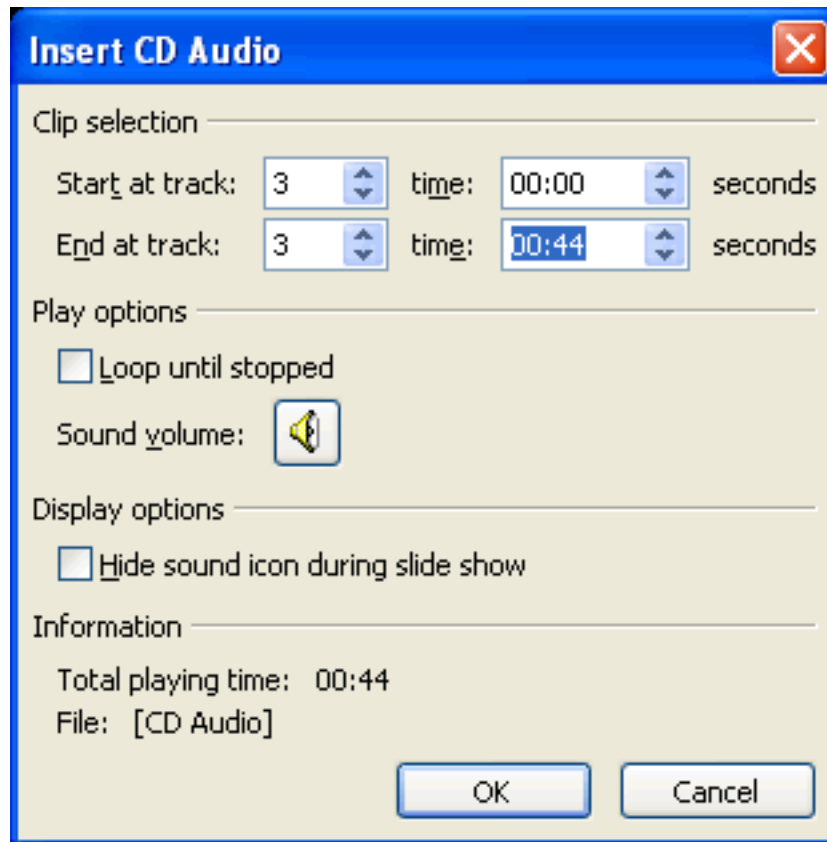 Insert CD Audio
Clip selection
Start at track: 3 time: 00:00 seconds
End at track: 3 time: 00:44 seconds
Play options
Loop until stopped
Sound volume:
Display options
Hide sound icon during slide show
Information
Total playing time: 00:44
File: [CD Audio]
OK Cancel